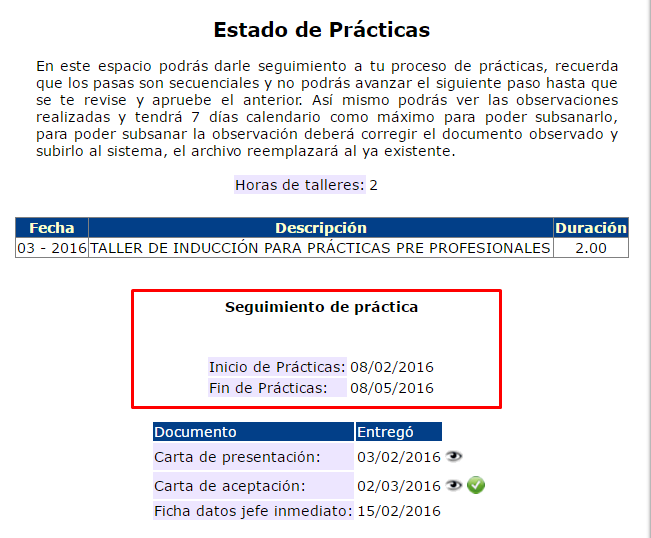 Estado de Prácticas
En este espacio podrás darle seguimiento a tu proceso de prácticas, recuerda
que los pasas son secuenciales y no podrás avanzar el siguiente paso hasta que
se te revise y apruebe el anterior. Así mismo podrás ver las observaciones
realizadas y tendrá 7 días calendario como máximo para poder subsanarlo,
para poder subsanar la observación deberá corregir el documento observado y
subirlo al sistema, el archivo reemplazará al ya existente.
Horas de talleres: 2
Fecha Descripción Duración
03 - 2016 TALLER DE INDUCCIÓN PARA PRÁCTICAS PRE PROFESIONALES 2.00
Seguimiento de práctica
Inicio de Prácticas: 08/02/2016
Fin de Prácticas: 08/05/2016
Documento Entregó
Carta de presentación: 03/02/2016
Carta de aceptación: 02/03/2016
Ficha datos jefe inmediato: 15/02/2016